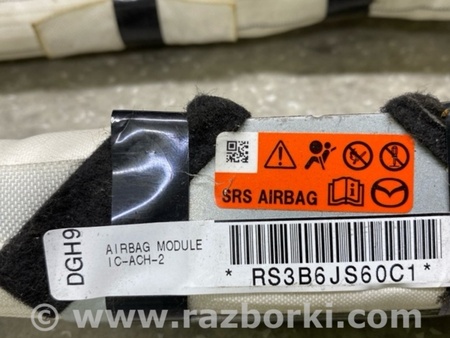 SRS AIRBAG
DGH9
AIRBAG MODULE
IC-ACH-2
* RS3B6JS60C1 *
www.razborki.com